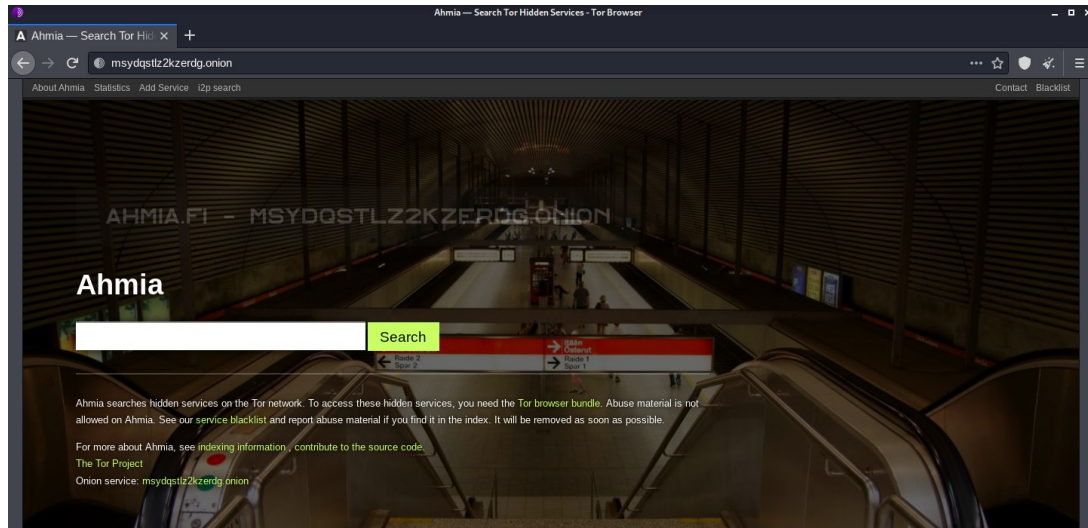 Ahmia — Search Tor Hidden Services - Tor Browser
Ahmia — Search Tor Hid
msydqstlz2kzerdg.onion
About Ahmia Statistics Add Service i2p search Contact Blacklist
AHMIA.FI - MSYDQSTLZ2KZERDG.ONION
Ahmia
Search
Itään
Österut
Raide 2
Spår 2
Raide 1
Spår 1
Ahmia searches hidden services on the Tor network. To access these hidden services, you need the Tor browser bundle. Abuse material is not
allowed on Ahmia. See our service blacklist and report abuse material if you find it in the index. It will be removed as soon as possible.
For more about Ahmia, see indexing information , contribute to the source code.
The Tor Project
Onion service: msydqstlz2kzerdg.onion